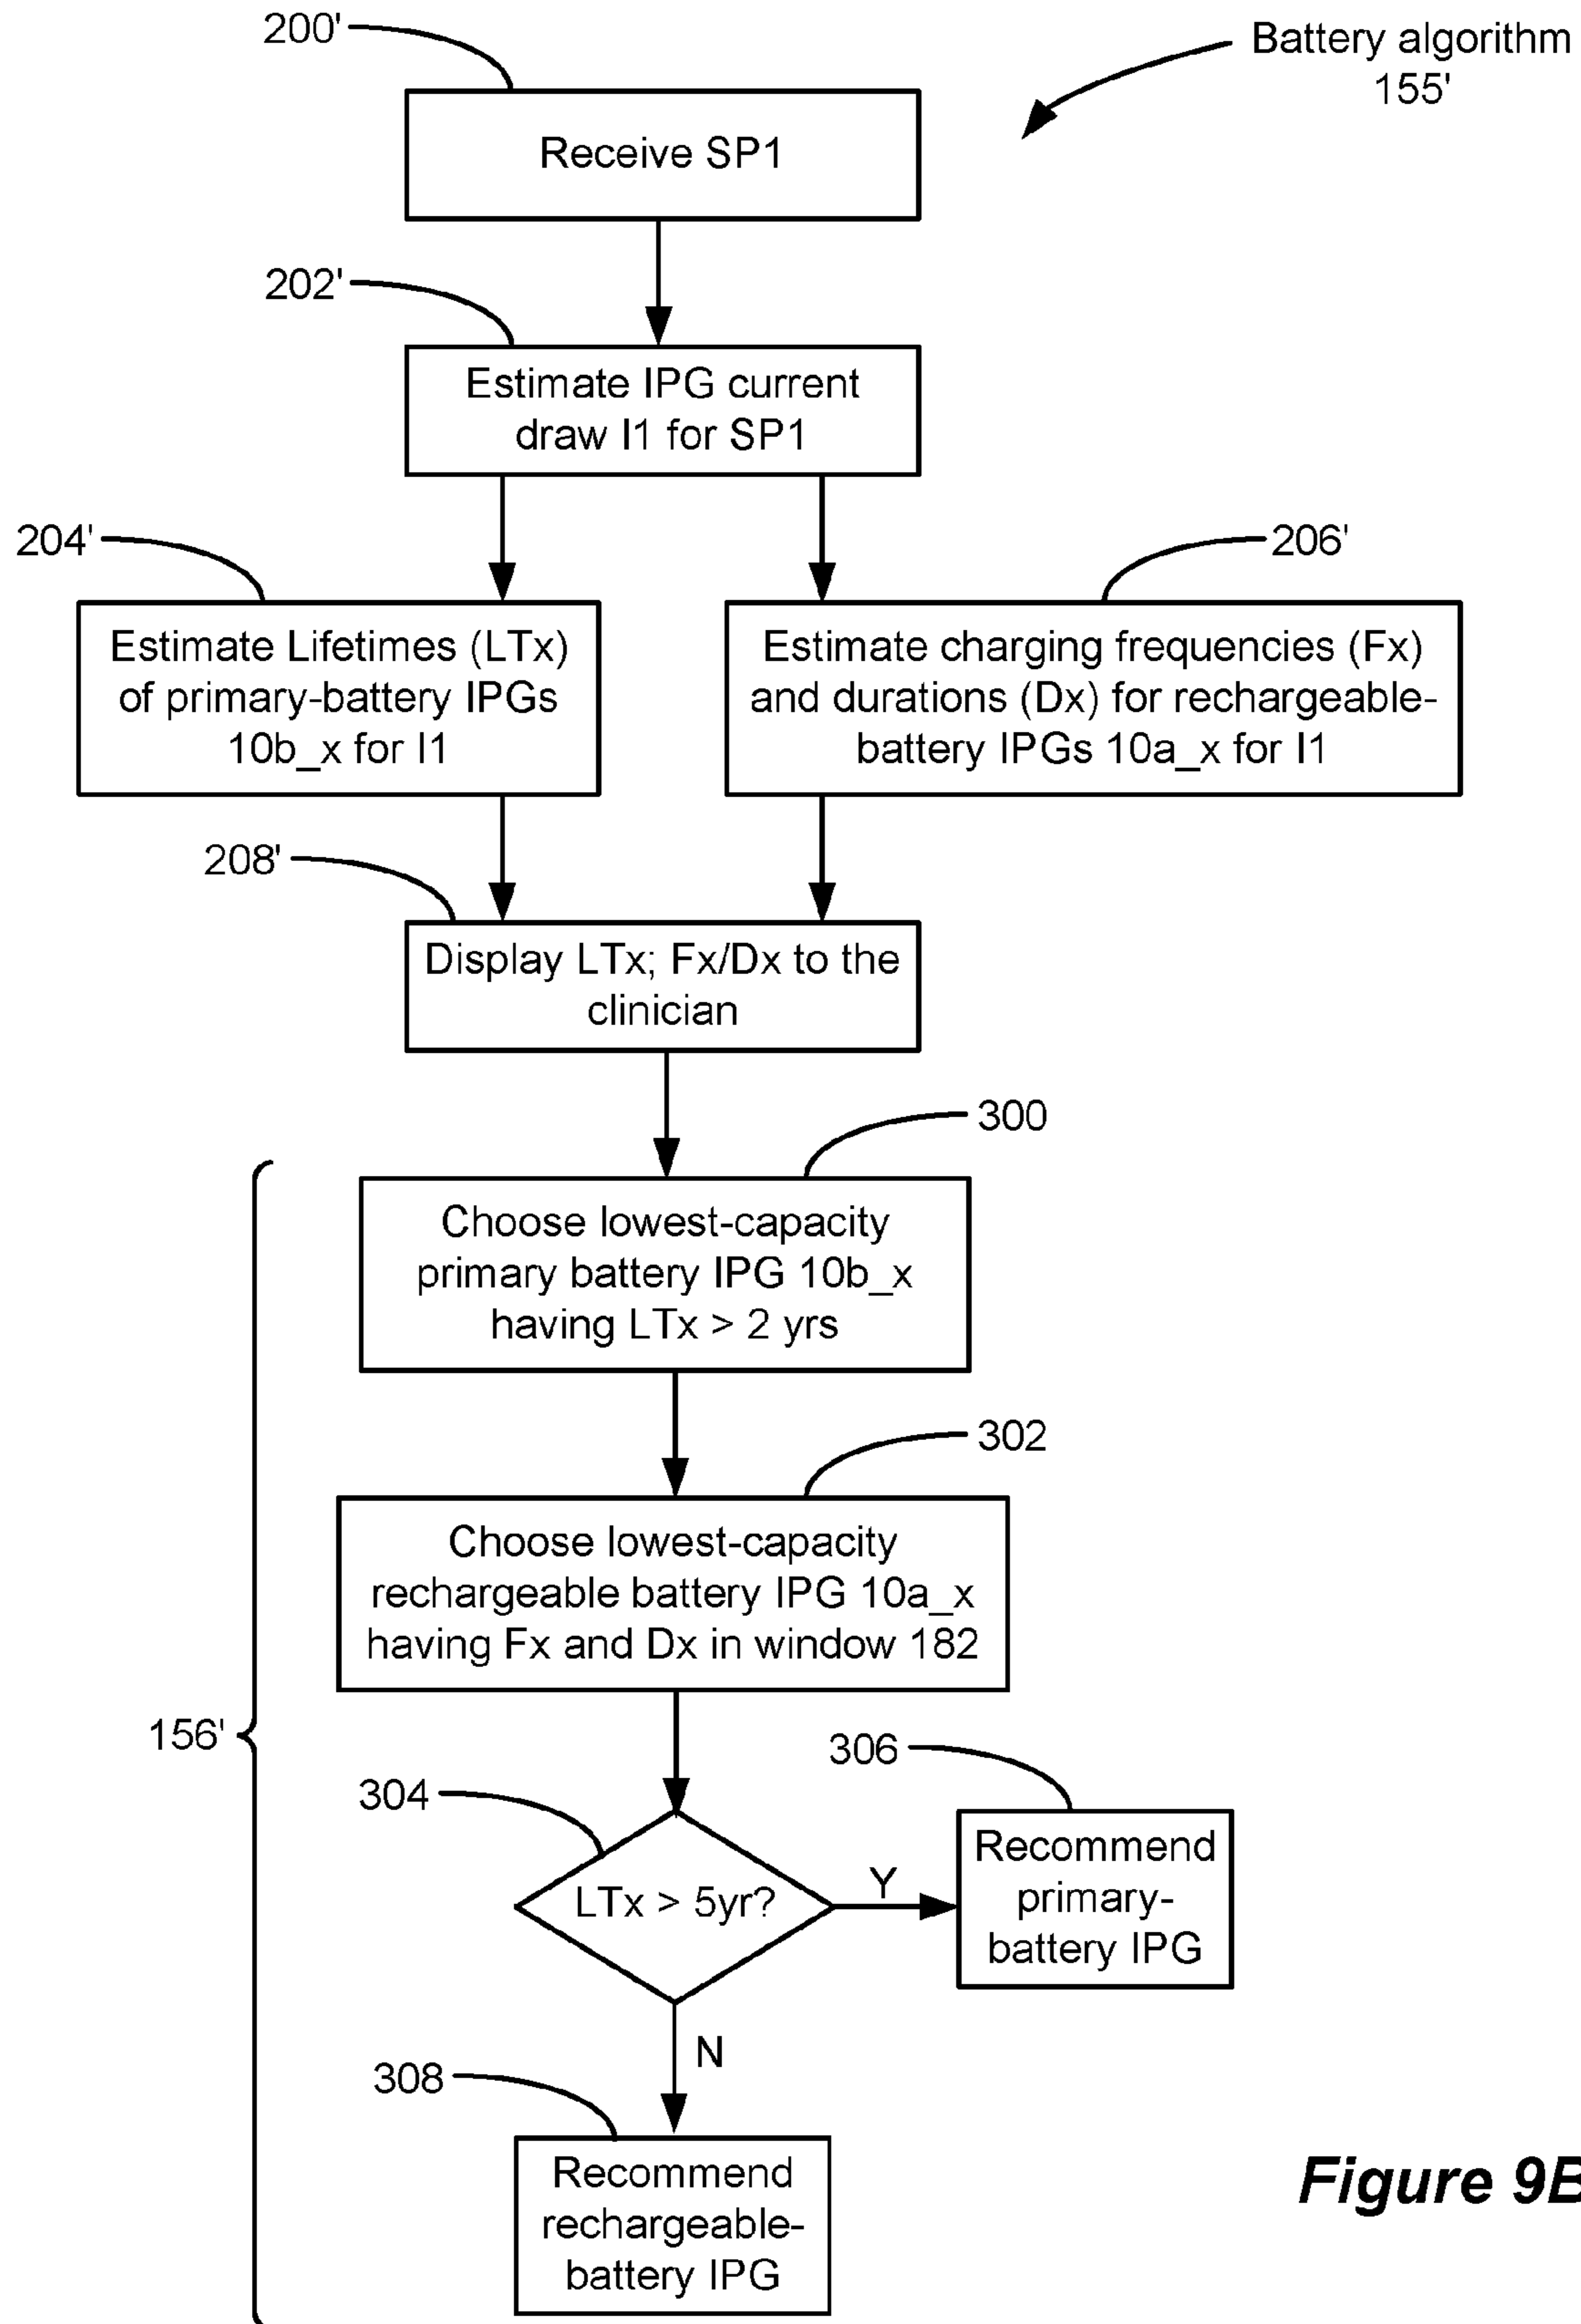 200'
Battery algorithm
155'
Receive SP1
202'
Estimate IPG current
draw I1 for SP1
204'
206'
Estimate Lifetimes (LTx)
of primary-battery IPGs
10b_x for I1
Estimate charging frequencies (Fx)
and durations (Dx) for rechargeable-
battery IPGs 10a_x for I1
208'
Display LTx; Fx/Dx to the
clinician
300
Choose lowest-capacity
primary battery IPG 10b_x
having LTx > 2 yrs
302
Choose lowest-capacity
rechargeable battery IPG 10a_x
having Fx and Dx in window 182
156'
306
304
LTx > 5yr?
Y
Recommend
primary-
battery IPG
N
308
Recommend
rechargeable-
battery IPG
Figure 9B